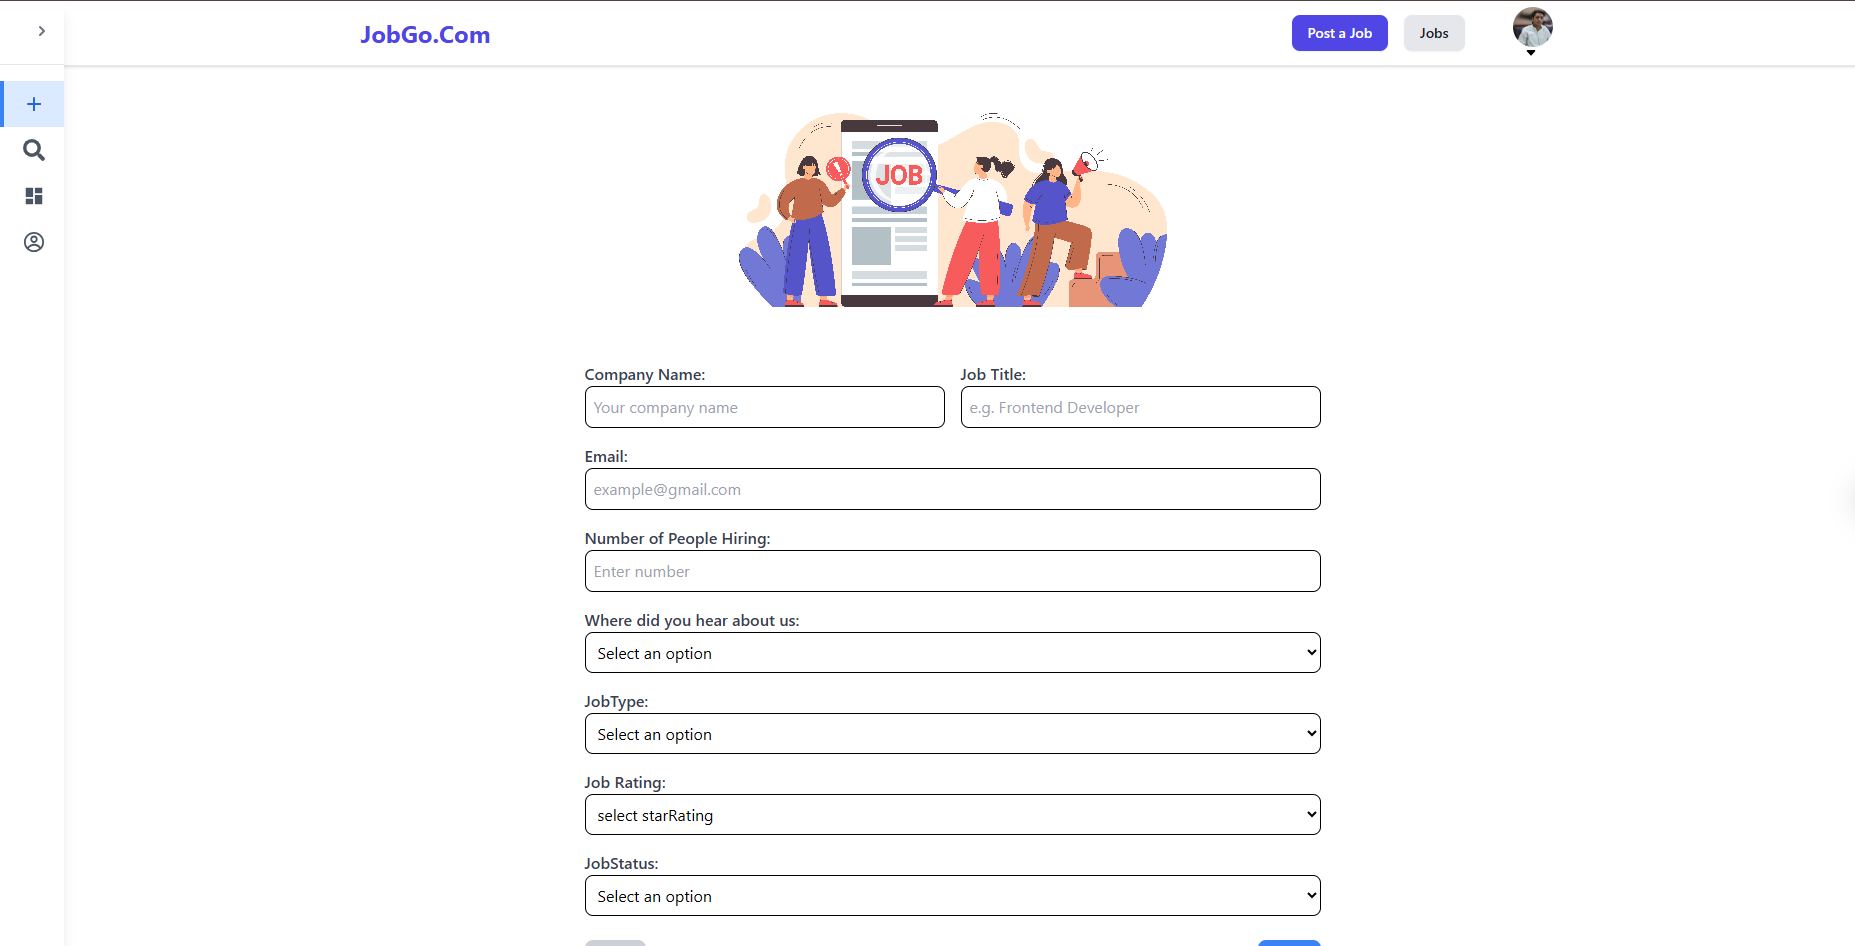 JobGo.Com
Post a Job
Jobs
JOB
Company Name:
Job Title:
Your company name
e.g. Frontend Developer
Email:
example@gmail.com
Number of People Hiring:
Enter number
Where did you hear about us:
Select an option
JobType:
Select an option
Job Rating:
select starRating
JobStatus:
Select an option